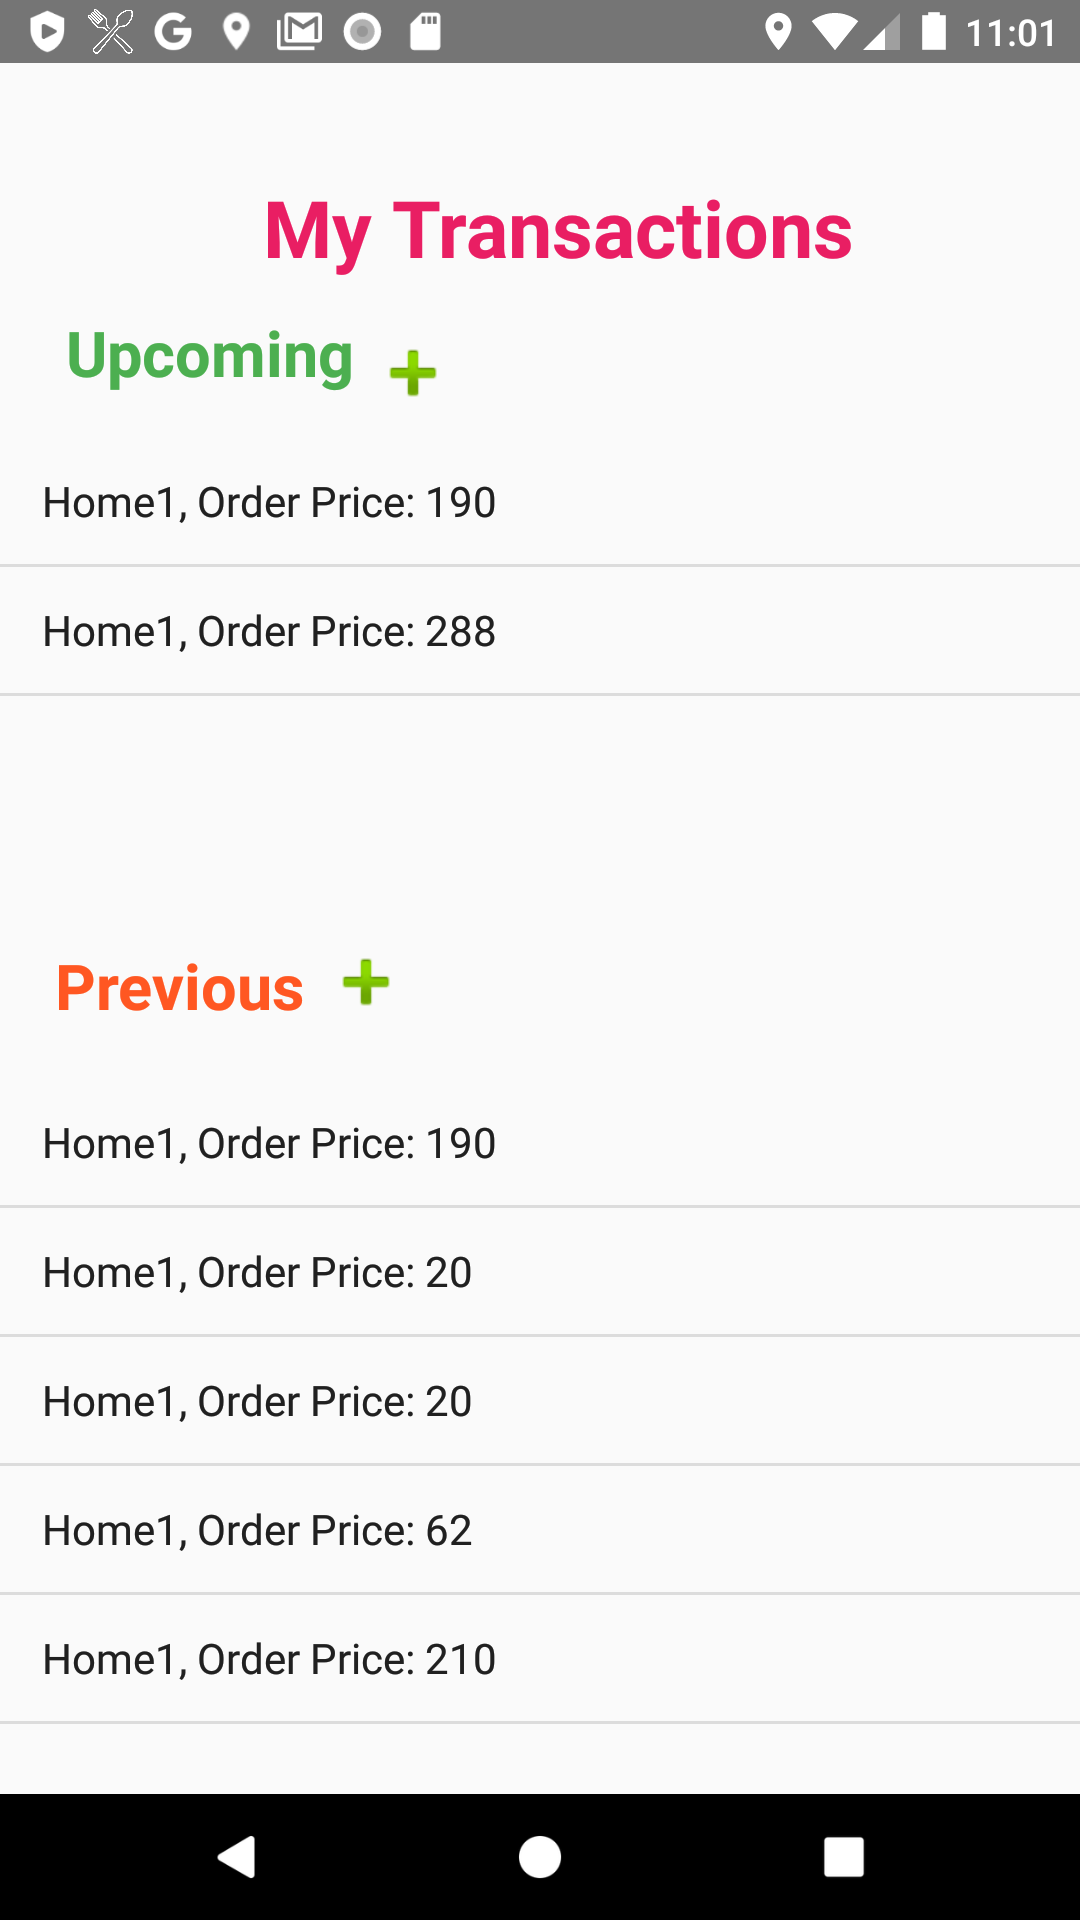 11:01
My Transactions
Upcoming
Home1, Order Price: 190
Home1, Order Price: 288
Previous
Home1, Order Price: 190
Home1, Order Price: 20
Home1, Order Price: 20
Home1, Order Price: 62
Home1, Order Price: 210